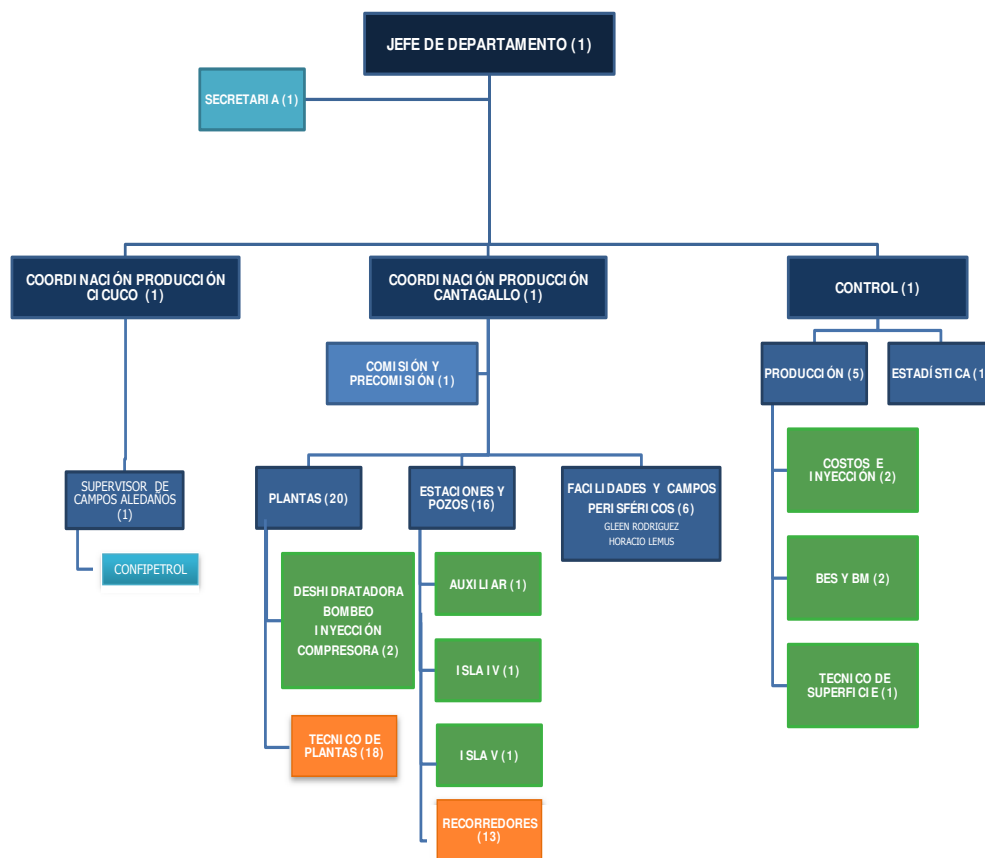 JEFE DE DEPARTAMENTO (1)
SECRETARIA (1)
COORDINACIÓN PRODUCCIÓN
CICUCO (1)
COORDINACIÓN PRODUCCIÓN
CANTAGALLO (1)
CONTROL (1)
COMISIÓN Y
PRECOMISIÓN (1)
PRODUCCIÓN (5)
ESTADÍSTICA (1
SUPERVISOR DE
CAMPOS ALEDAÑOS
(1)
CONFIPETROL
PLANTAS (20)
ESTACIONES Y
POZOS (16)
FACILIDADES Y CAMPOS
PERISFÉRICOS (6)
GLEEN RODRIGUEZ
HORACIO LEMUS
DESHIDRATADORA
BOMBEO
INYECCIÓN
COMPRESORA (2)
TECNICO DE
PLANTAS (18)
AUXILIAR (1)
ISLA IV (1)
ISLA V (1)
RECORREDORES
(13)
COSTOS E
INYECCIÓN (2)
BES Y BM (2)
TECNICO DE
SUPERFICIE (1)